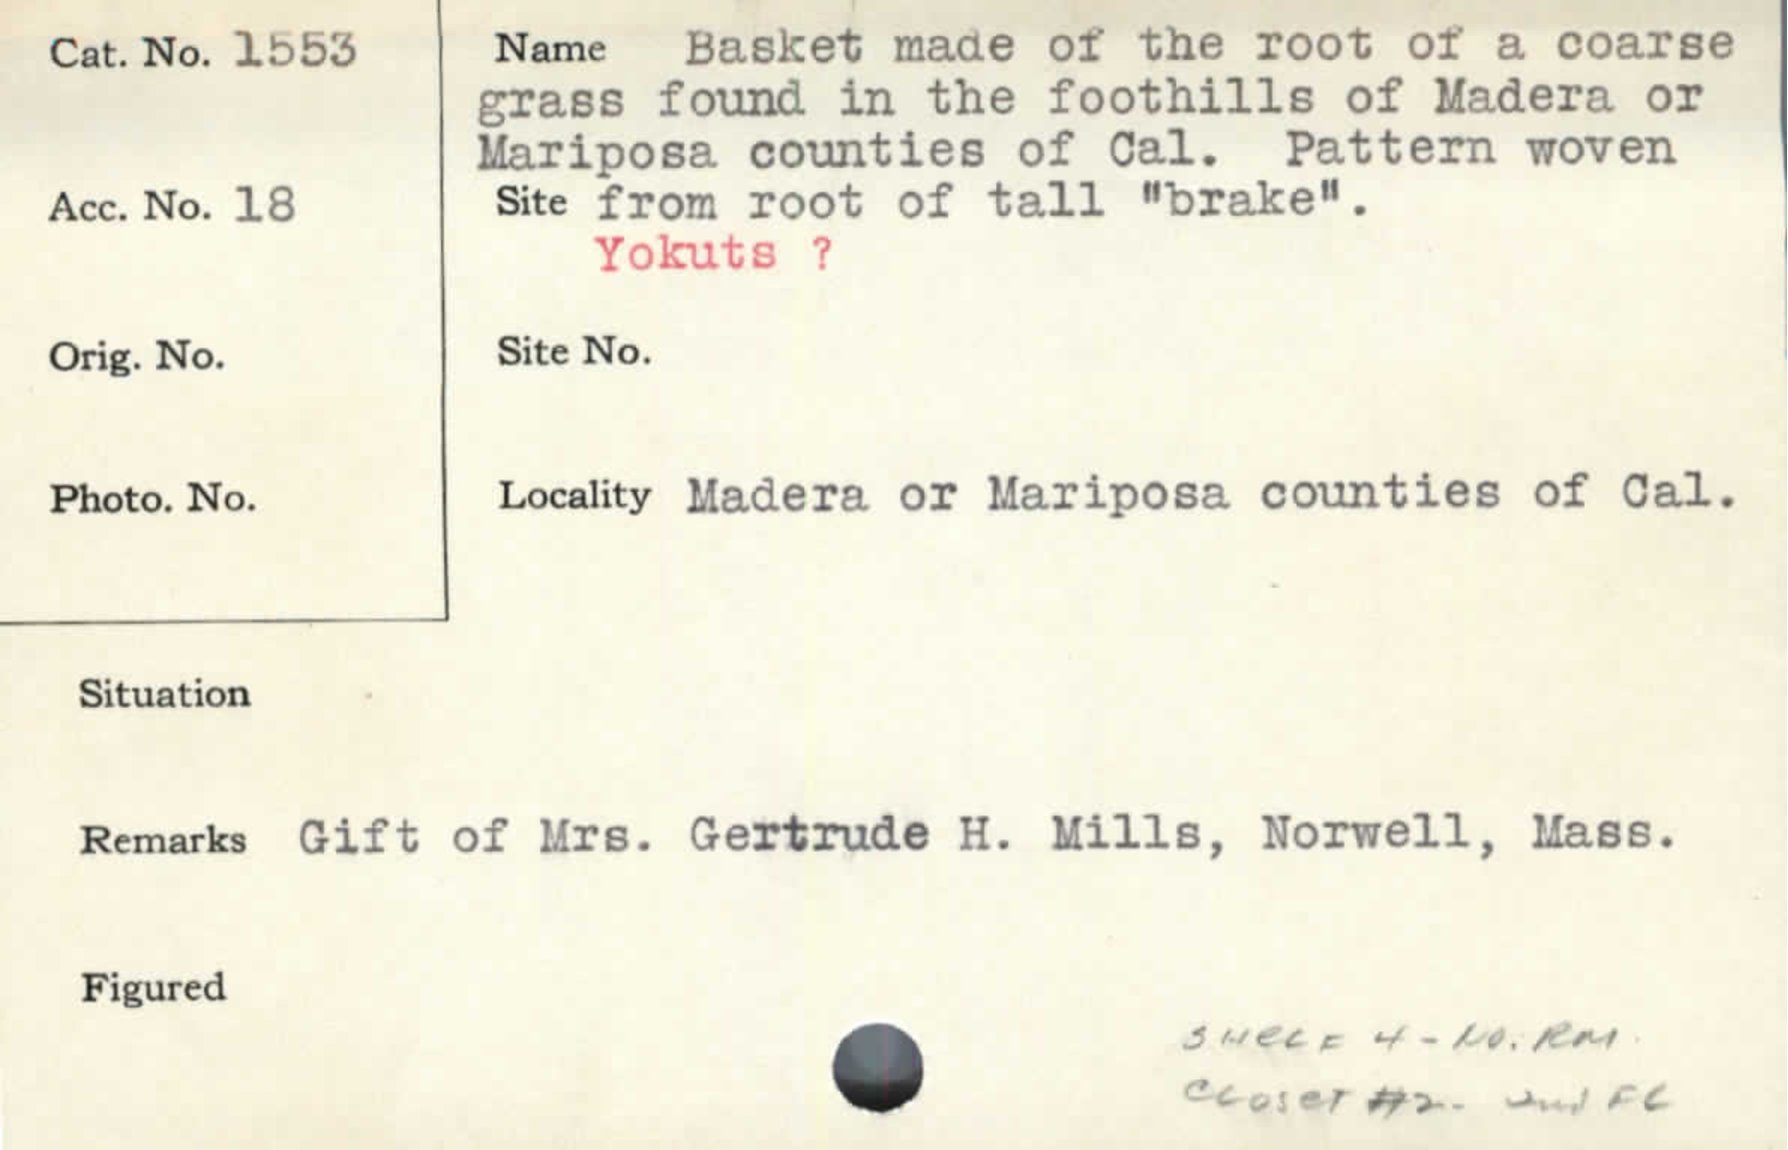 Cat. No. 1553
Name Basket made of the root of a coarse
grass found in the foothills of Madera or
Mariposa counties of Cal. Pattern woven
Acc. No. 18
Site from root of tall "brake".
Yokuts ?
Orig. No.
Site No.
Photo. No.
Locality Madera or Mariposa counties of Cal.
Situation
Remarks Gift of Mrs. Gertrude H. Mills, Norwell, Mass.
Figured
SHELF 4 - NO. RM.
CLOSET #2- 2nd FL